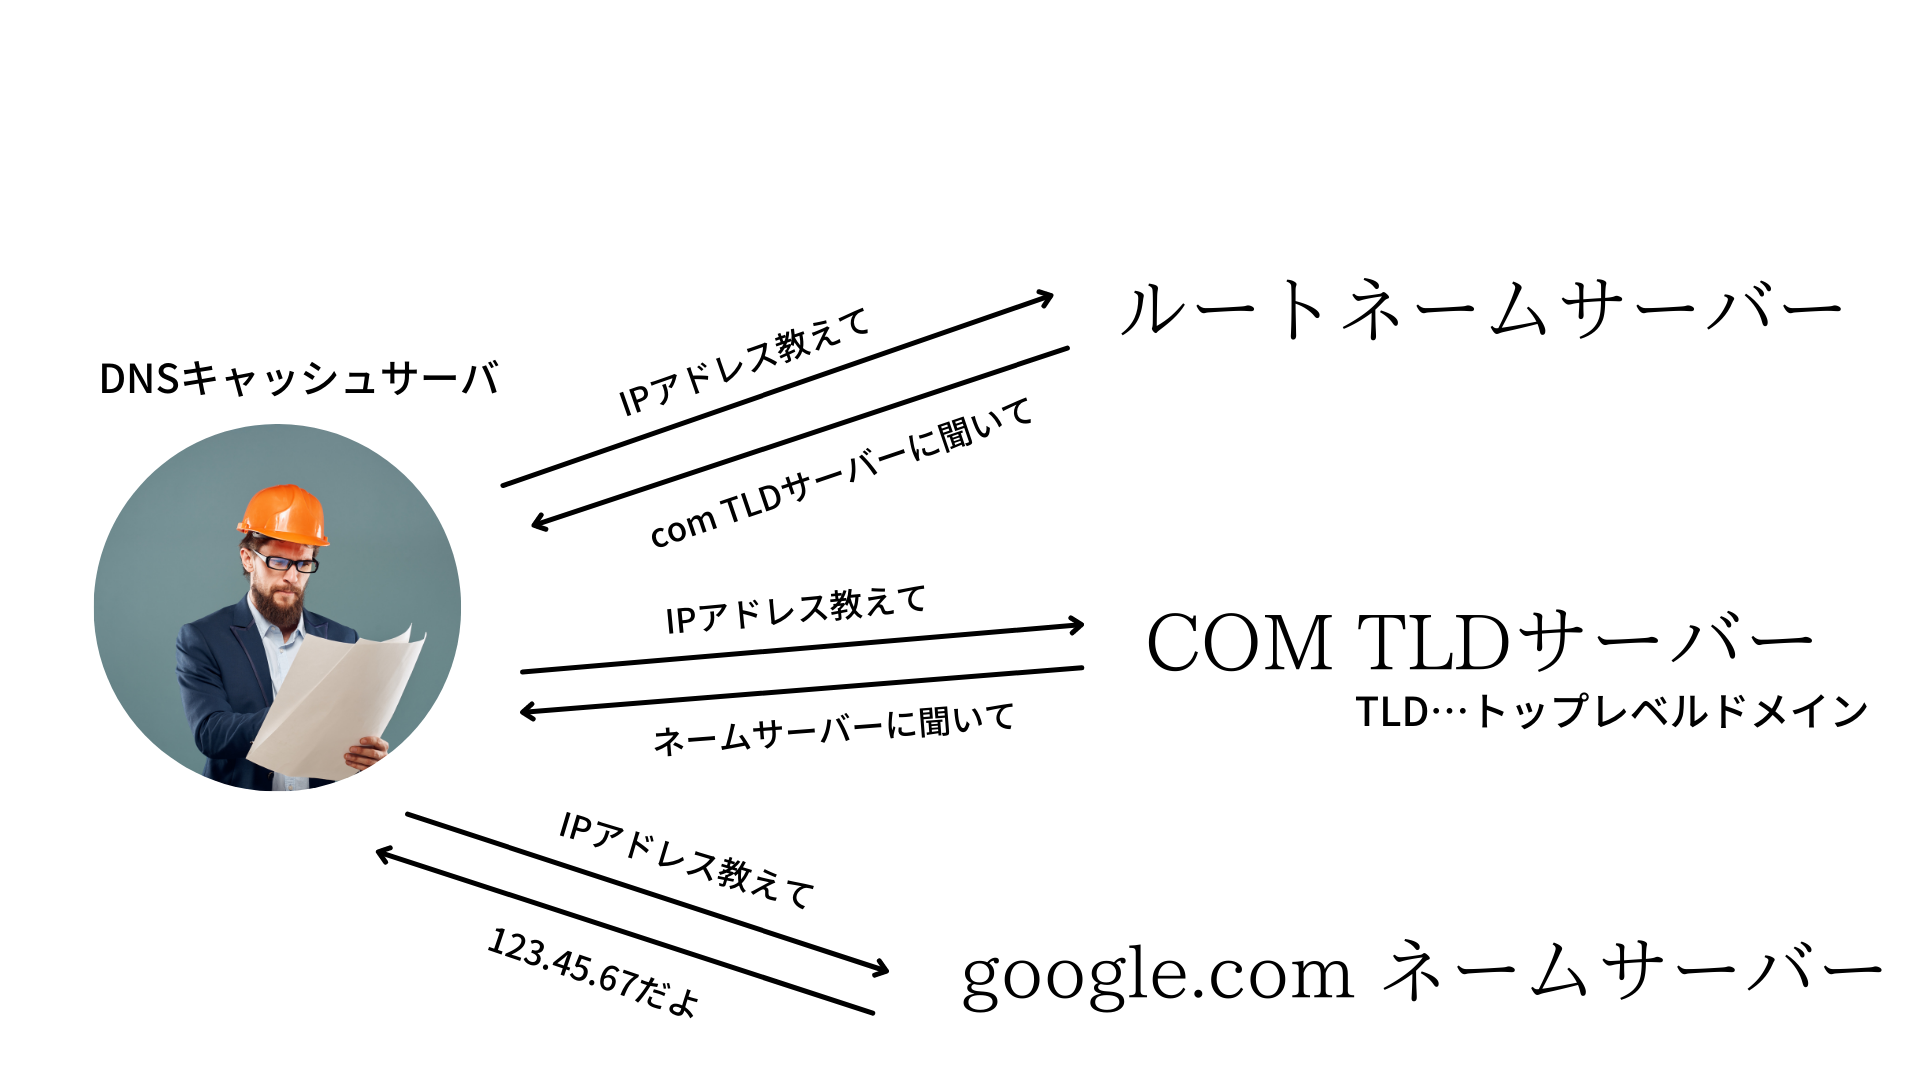 DNSキャッシュサーバ
IPアドレス教えて
com TLDサーバーに聞いて
ルートネームサーバー
IPアドレス教えて
ネームサーバーに聞いて
COM TLDサーバー
TLD…トップレベルドメイン
IPアドレス教えて
123.45.67だよ
google.com ネームサーバー